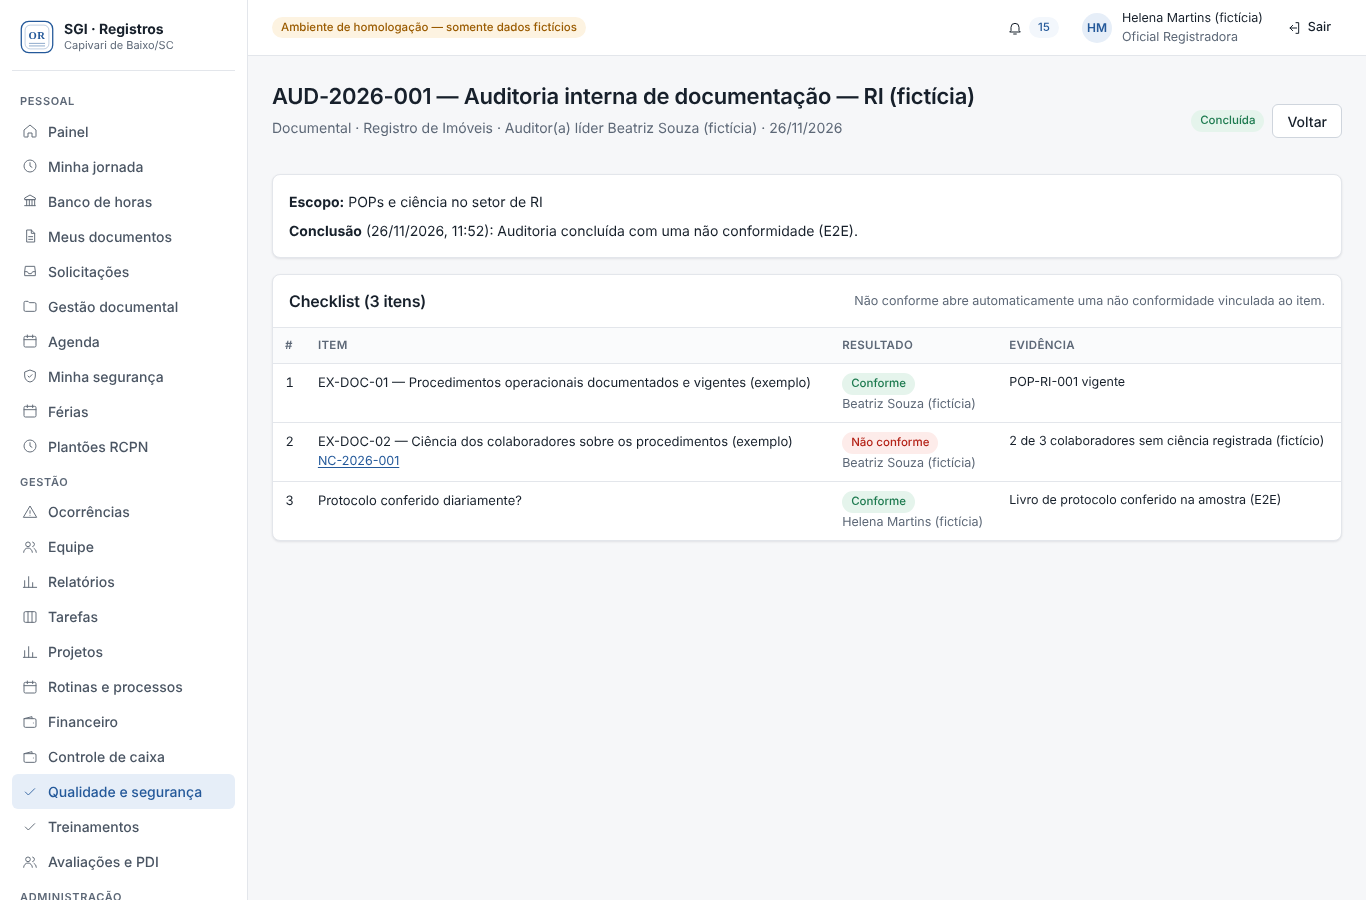 OR
SGI · Registros
Capivari de Baixo/SC
PESSOAL
Painel
Minha jornada
Banco de horas
Meus documentos
Solicitações
Gestão documental
Agenda
Minha segurança
Férias
Plantões RCPN
GESTÃO
Ocorrências
Equipe
Relatórios
Tarefas
Projetos
Rotinas e processos
Financeiro
Controle de caixa
Qualidade e segurança
Treinamentos
Avaliações e PDI
ADMINISTRAÇÃO
Ambiente de homologação — somente dados fictícios
15
HM
Helena Martins (fictícia)
Oficial Registradora
Sair
AUD-2026-001 — Auditoria interna de documentação — RI (fictícia)
Documental · Registro de Imóveis · Auditor(a) líder Beatriz Souza (fictícia) · 26/11/2026
Concluída
Voltar
Escopo: POPs e ciência no setor de RI
Conclusão (26/11/2026, 11:52): Auditoria concluída com uma não conformidade (E2E).
Checklist (3 itens)
Não conforme abre automaticamente uma não conformidade vinculada ao item.
# ITEM RESULTADO EVIDÊNCIA
1 EX-DOC-01 — Procedimentos operacionais documentados e vigentes (exemplo) Conforme POP-RI-001 vigente
Beatriz Souza (fictícia)
2 EX-DOC-02 — Ciência dos colaboradores sobre os procedimentos (exemplo) Não conforme 2 de 3 colaboradores sem ciência registrada (fictício)
NC-2026-001 Beatriz Souza (fictícia)
3 Protocolo conferido diariamente? Conforme Livro de protocolo conferido na amostra (E2E)
Helena Martins (fictícia)